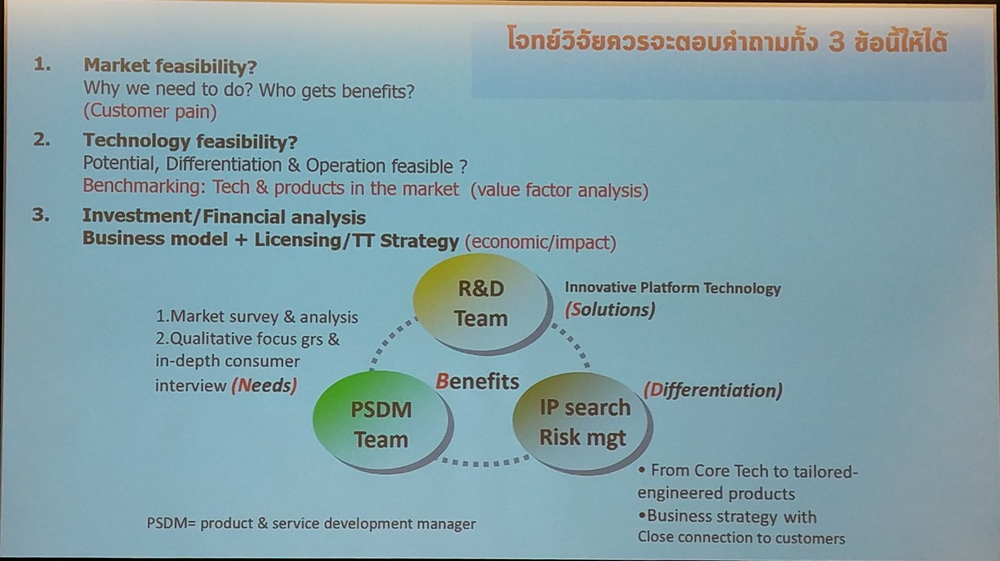 โจทย์วิจัยควรจะตอบคำถามทั้ง 3 ข้อนี้ให้ได้
1. Market feasibility?
Why we need to do? Who gets benefits?
(Customer pain)
2. Technology feasibility?
Potential, Differentiation & Operation feasible ?
Benchmarking: Tech & products in the market (value factor analysis)
3. Investment/Financial analysis
Business model + Licensing/TT Strategy (economic/impact)
R&D
Team
Innovative Platform Technology
(Solutions)
1.Market survey & analysis
2.Qualitative focus grs &
in-depth consumer
interview (Needs)
Benefits
PSDM
Team
IP search
Risk mgt
(Differentiation)
• From Core Tech to tailored-
engineered products
•Business strategy with
Close connection to customers
PSDM= product & service development manager